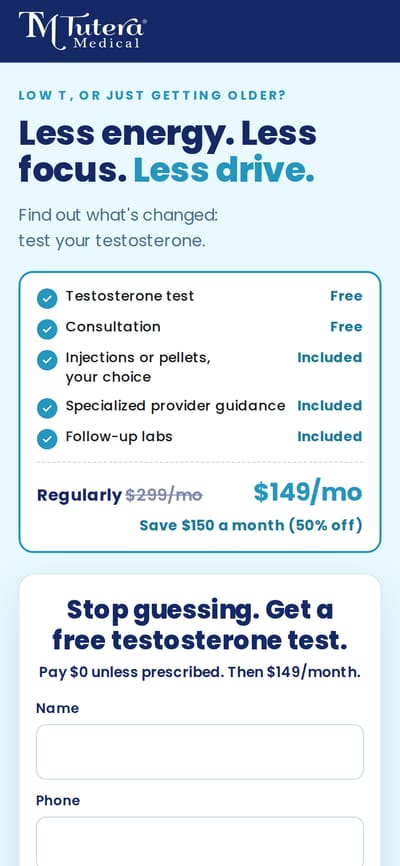 TM Tutera®
Medical
LOW T, OR JUST GETTING OLDER?
Less energy. Less
focus. Less drive.
Find out what's changed:
test your testosterone.
Testosterone test Free
Consultation Free
Injections or pellets, Included
your choice
Specialized provider guidance Included
Follow-up labs Included
Regularly $299/mo $149/mo
Save $150 a month (50% off)
Stop guessing. Get a
free testosterone test.
Pay $0 unless prescribed. Then $149/month.
Name
Phone